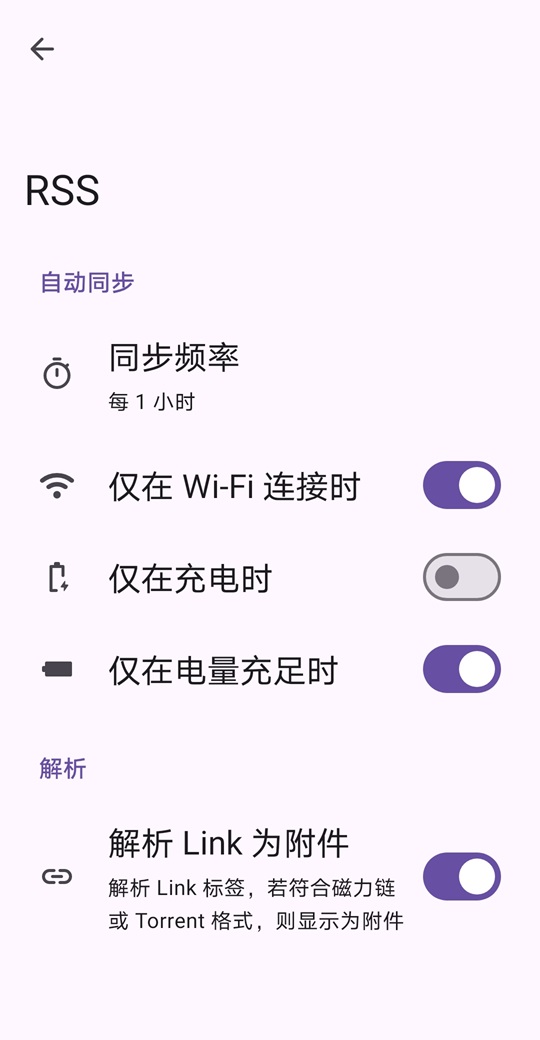 RSS
自动同步
同步频率
每 1 小时
仅在 Wi-Fi 连接时
仅在充电时
仅在电量充足时
解析
解析 Link 为附件
解析 Link 标签，若符合磁力链
或 Torrent 格式，则显示为附件